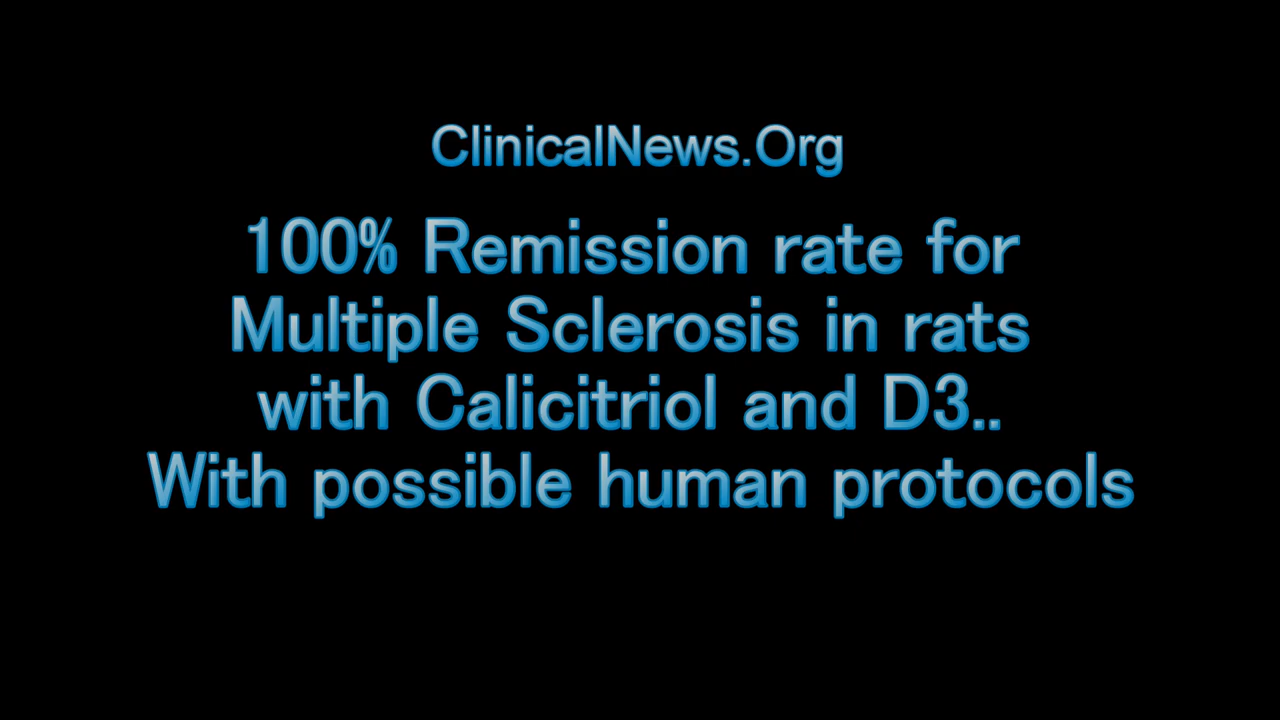 ClinicalNews.Org
100% Remission rate for
Multiple Sclerosis in rats
with Calicitriol and D3..
With possible human protocols